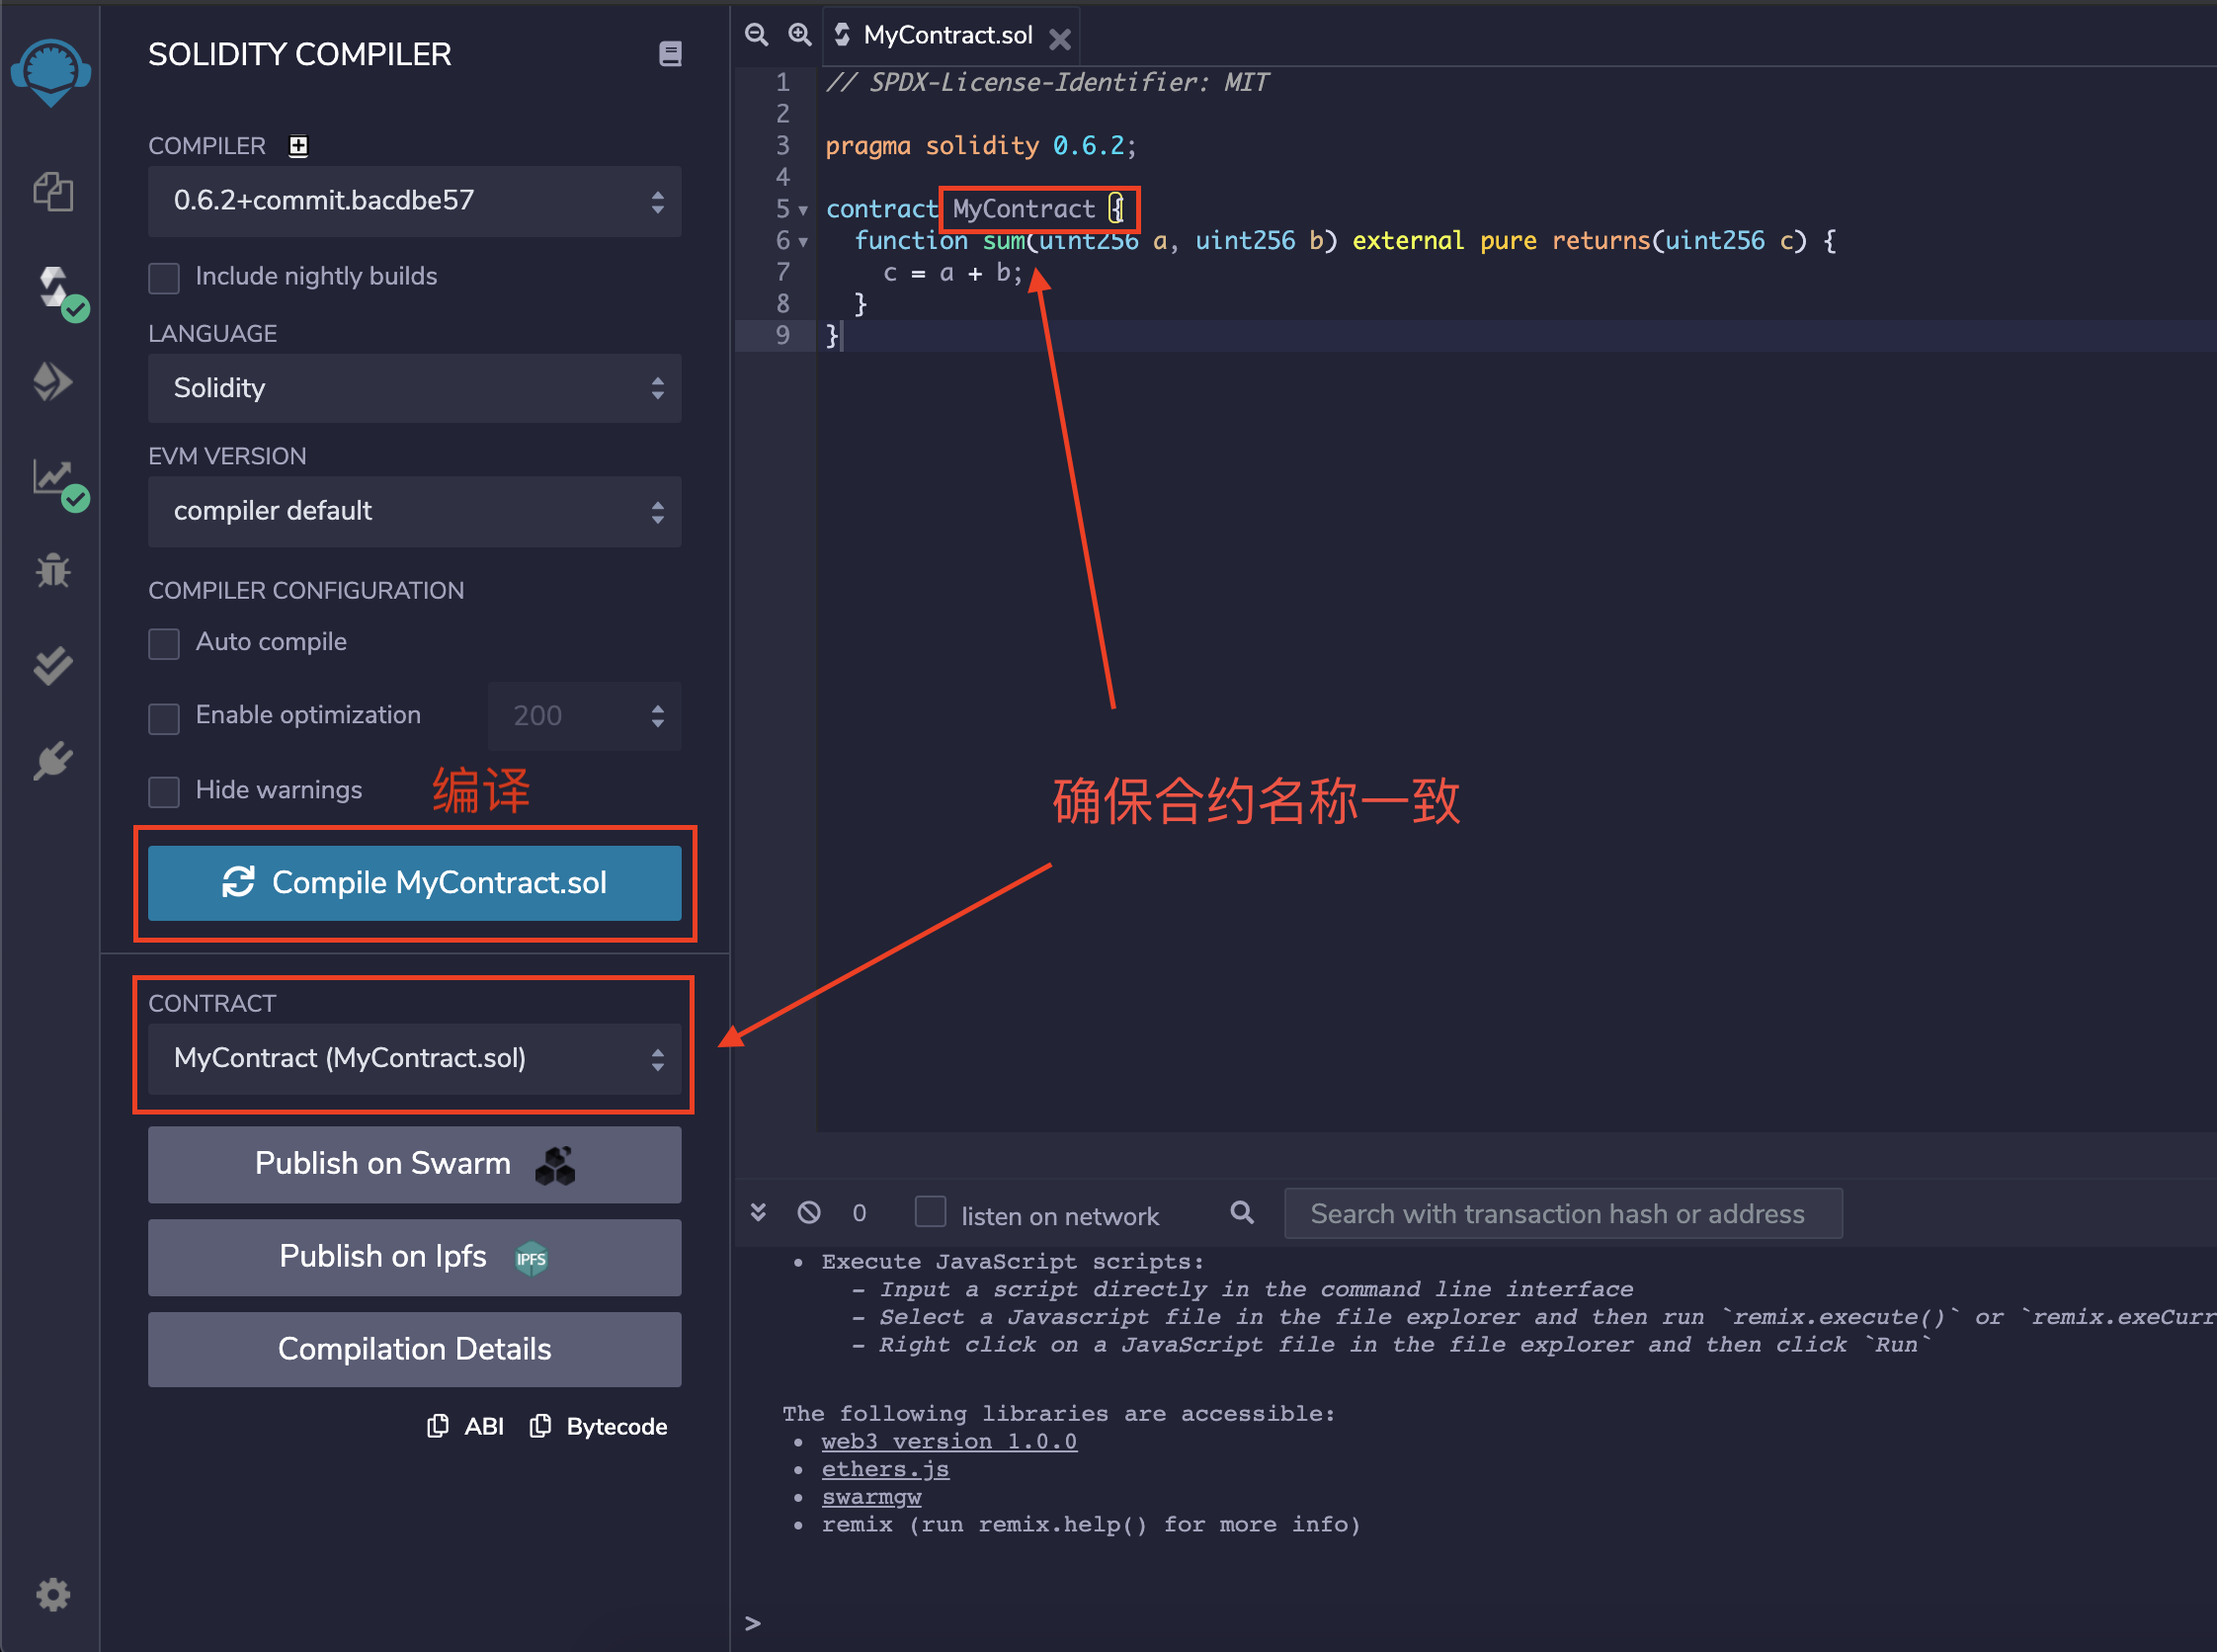 SOLIDITY COMPILER
COMPILER
0.6.2+commit.bacdbe57
Include nightly builds
LANGUAGE
Solidity
EVM VERSION
compiler default
COMPILER CONFIGURATION
Auto compile
Enable optimization
200
Hide warnings
编译
Compile MyContract.sol
CONTRACT
MyContract (MyContract.sol)
Publish on Swarm
Publish on Ipfs
IPFS
Compilation Details
ABI
Bytecode
MyContract.sol
1 // SPDX-License-Identifier: MIT
2
3 pragma solidity 0.6.2;
4
5 contract MyContract {
6 function sum(uint256 a, uint256 b) external pure returns(uint256 c) {
7 c = a + b;
8 }
9 }
确保合约名称一致
0
listen on network
Search with transaction hash or address
• Execute JavaScript scripts:
- Input a script directly in the command line interface
- Select a Javascript file in the file explorer and then run `remix.execute()` or `remix.exeCurr
- Right click on a JavaScript file in the file explorer and then click `Run`
The following libraries are accessible:
• web3 version 1.0.0
• ethers.js
• swarmgw
• remix (run remix.help() for more info)
>